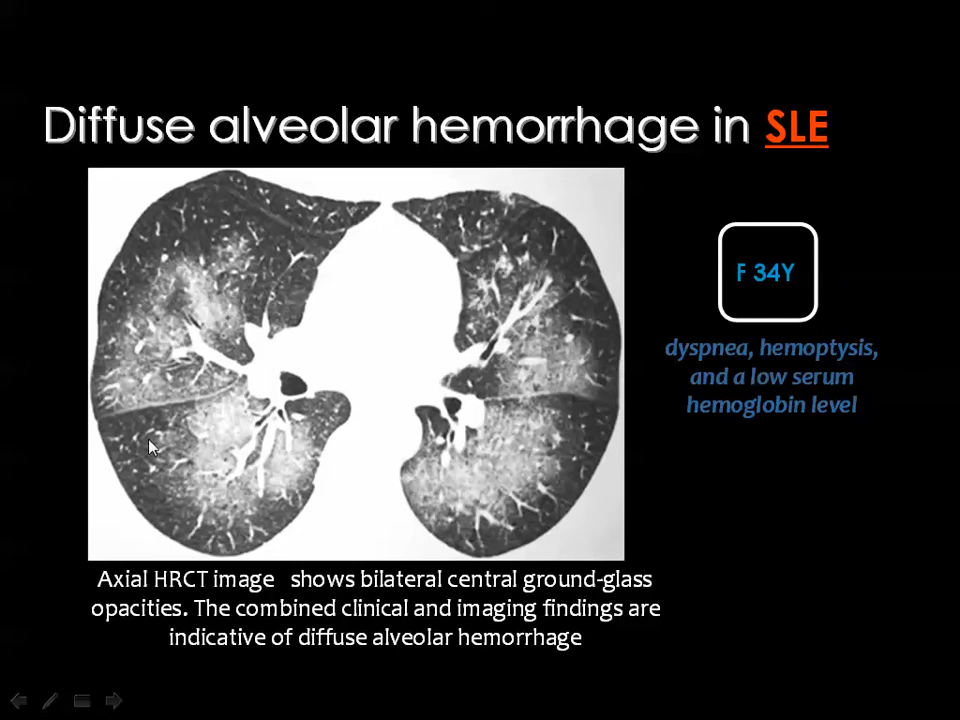 Diffuse alveolar hemorrhage in SLE
F 34Y
dyspnea, hemoptysis,
and a low serum
hemoglobin level
Axial HRCT image shows bilateral central ground-glass
opacities. The combined clinical and imaging findings are
indicative of diffuse alveolar hemorrhage